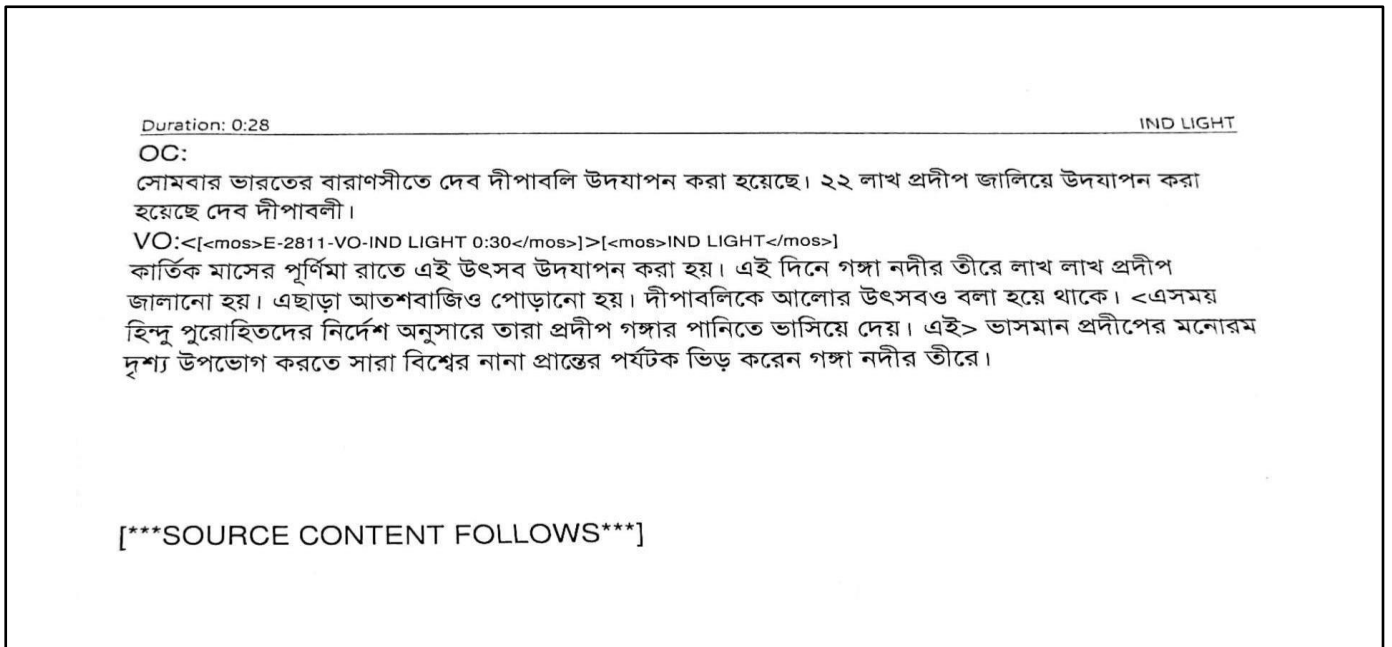 Duration: 0:28 IND LIGHT
OC:
সোমবার ভারতের বারাণসীতে দেব দীপাবলি উদযাপন করা হয়েছে। ২২ লাখ প্রদীপ জালিয়ে উদযাপন করা
হয়েছে দেব দীপাবলী।
VO:<[<mos>E-2811-VO-IND LIGHT 0:30</mos>]>[<mos>IND LIGHT</mos>]
কার্তিক মাসের পূর্ণিমা রাতে এই উৎসব উদযাপন করা হয়। এই দিনে গঙ্গা নদীর তীরে লাখ লাখ প্রদীপ
জালানো হয়। এছাড়া আতশবাজিও পোড়ানো হয়। দীপাবলিকে আলোর উৎসবও বলা হয়ে থাকে। <এসময়
হিন্দু পুরোহিতদের নির্দেশ অনুসারে তারা প্রদীপ গঙ্গার পানিতে ভাসিয়ে দেয়। এই> ভাসমান প্রদীপের মনোরম
দৃশ্য উপভোগ করতে সারা বিশ্বের নানা প্রান্তের পর্যটক ভিড় করেন গঙ্গা নদীর তীরে।
[***SOURCE CONTENT FOLLOWS***]